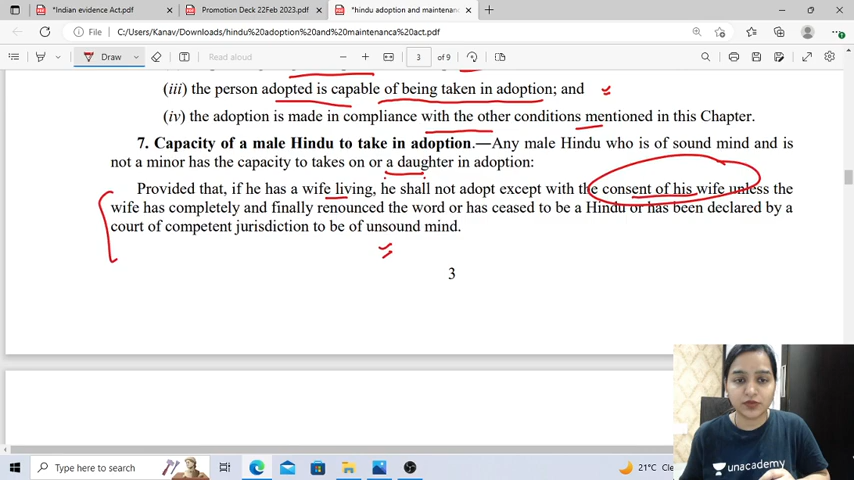 *Indian evidence Act.pdf
Promotion Deck 22Feb 2023.pdf
*hindu adoption and maintenanc
C:/Users/Kanav/Downloads/hindu%20adoption%20and%20maintenanca%20act.pdf
Draw
Read aloud
3 of 9
(iii) the person adopted is capable of being taken in adoption; and
(iv) the adoption is made in compliance with the other conditions mentioned in this Chapter.
7. Capacity of a male Hindu to take in adoption.—Any male Hindu who is of sound mind and is
not a minor has the capacity to takes on or a daughter in adoption:
Provided that, if he has a wife living, he shall not adopt except with the consent of his wife unless the
wife has completely and finally renounced the word or has ceased to be a Hindu or has been declared by a
court of competent jurisdiction to be of unsound mind.
3
unacademy
Type here to search
21°C Cle